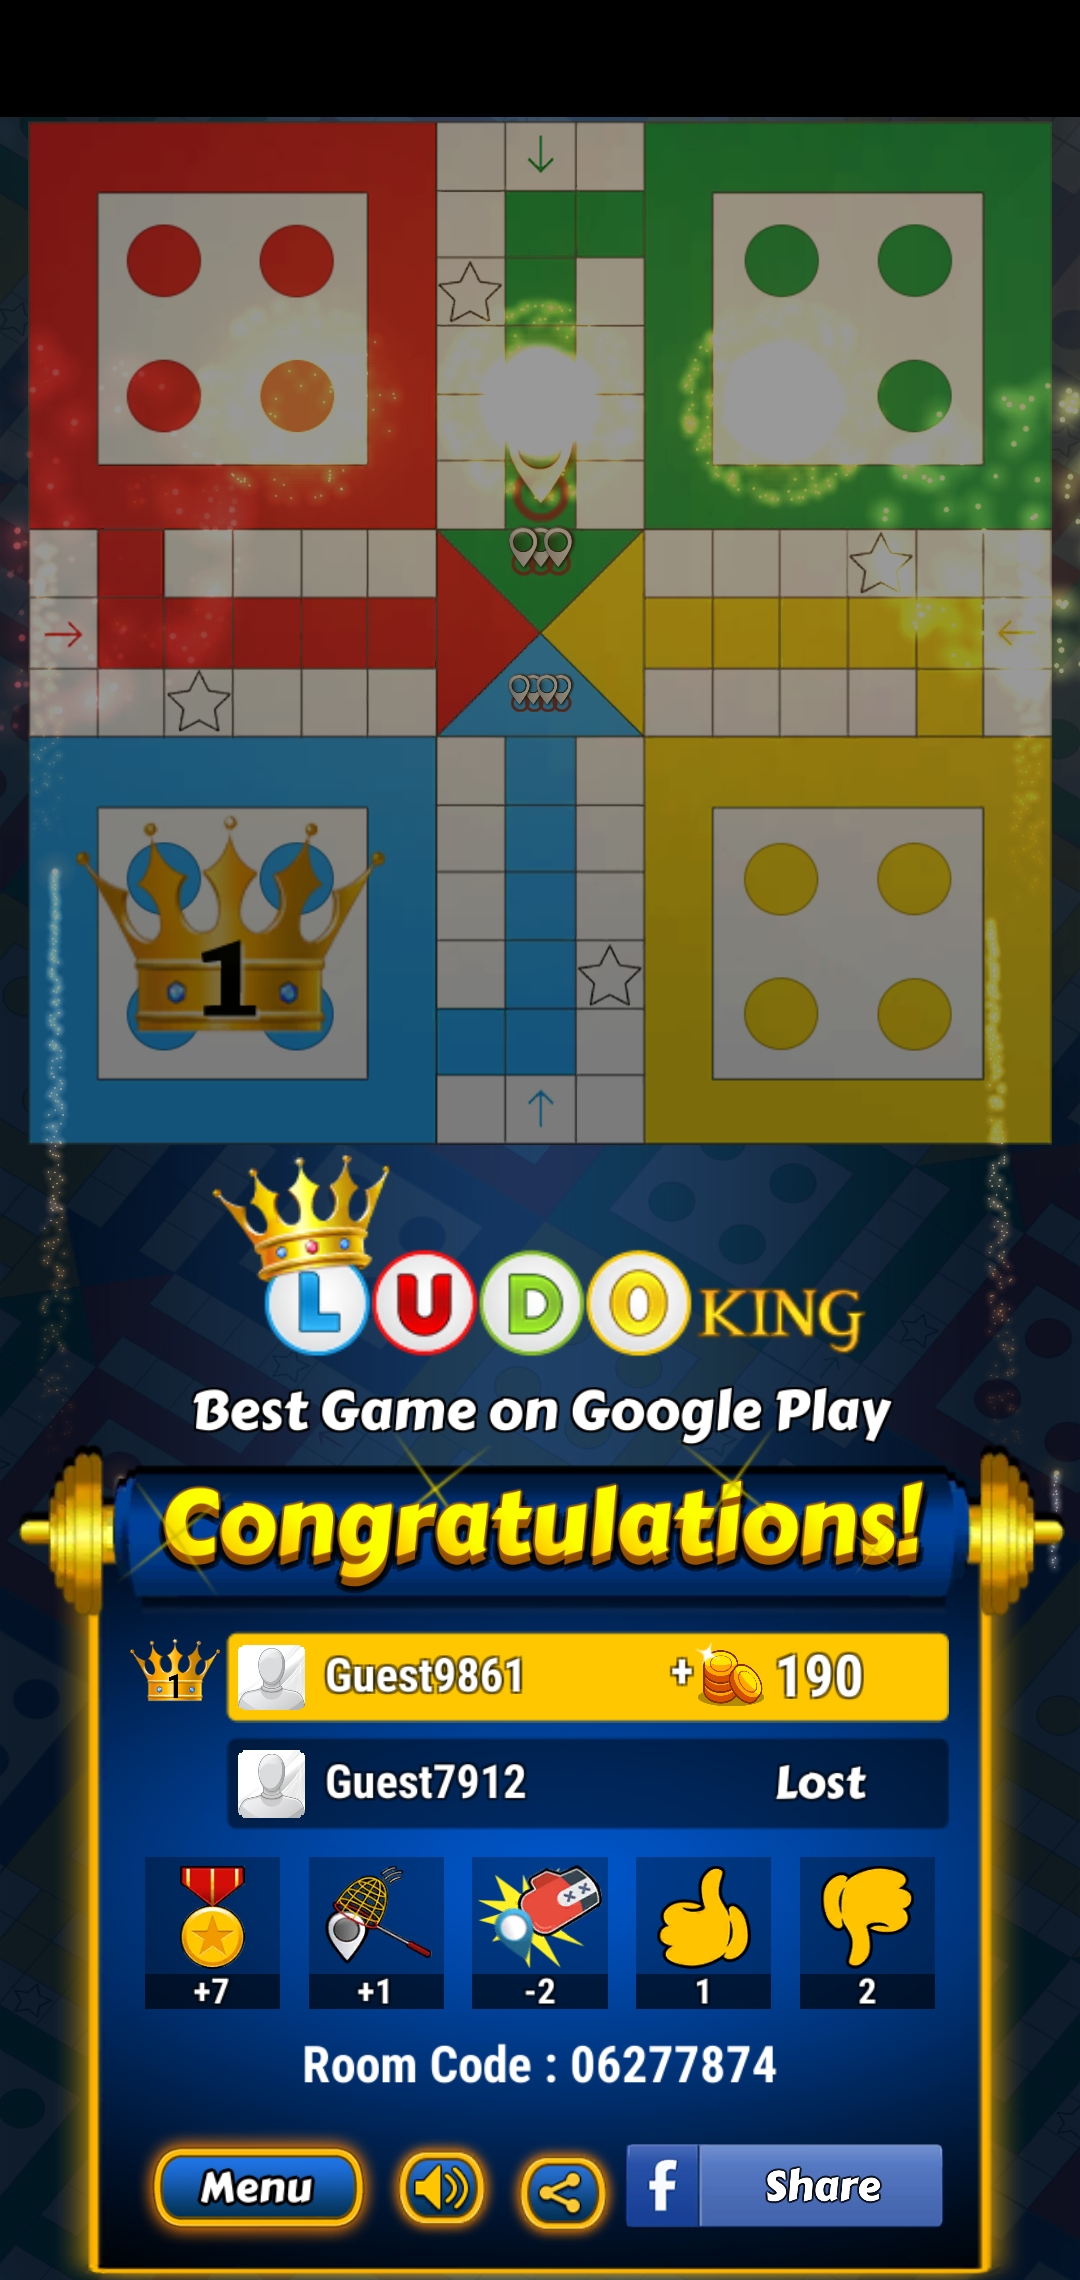 1
LUDO KING
Best Game on Google Play
Congratulations!
1 Guest9861 + 190
Guest7912 Lost
+7 +1 -2 1 2
Room Code : 06277874
Menu f Share